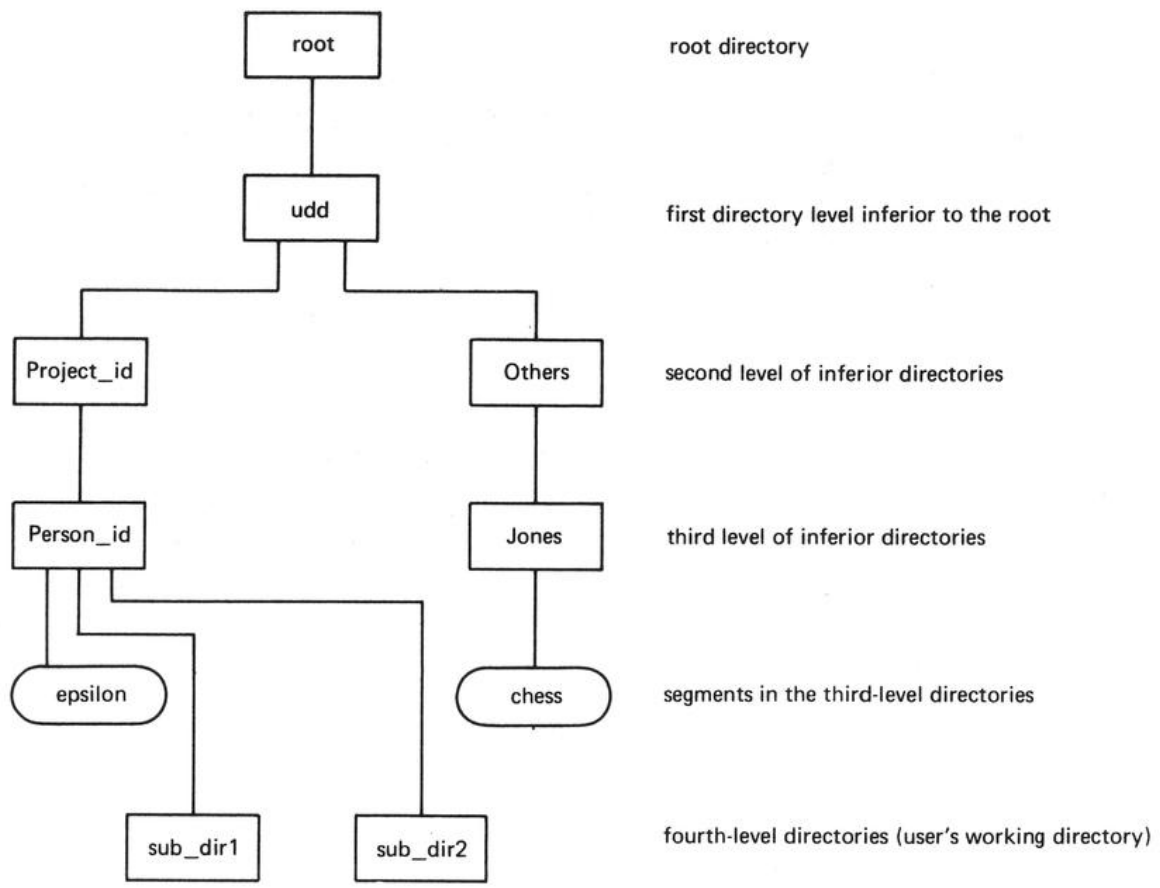 root
root directory
udd
first directory level inferior to the root
Project_id
Others
second level of inferior directories
Person_id
Jones
third level of inferior directories
epsilon
chess
segments in the third-level directories
sub_dir1
sub_dir2
fourth-level directories (user's working directory)